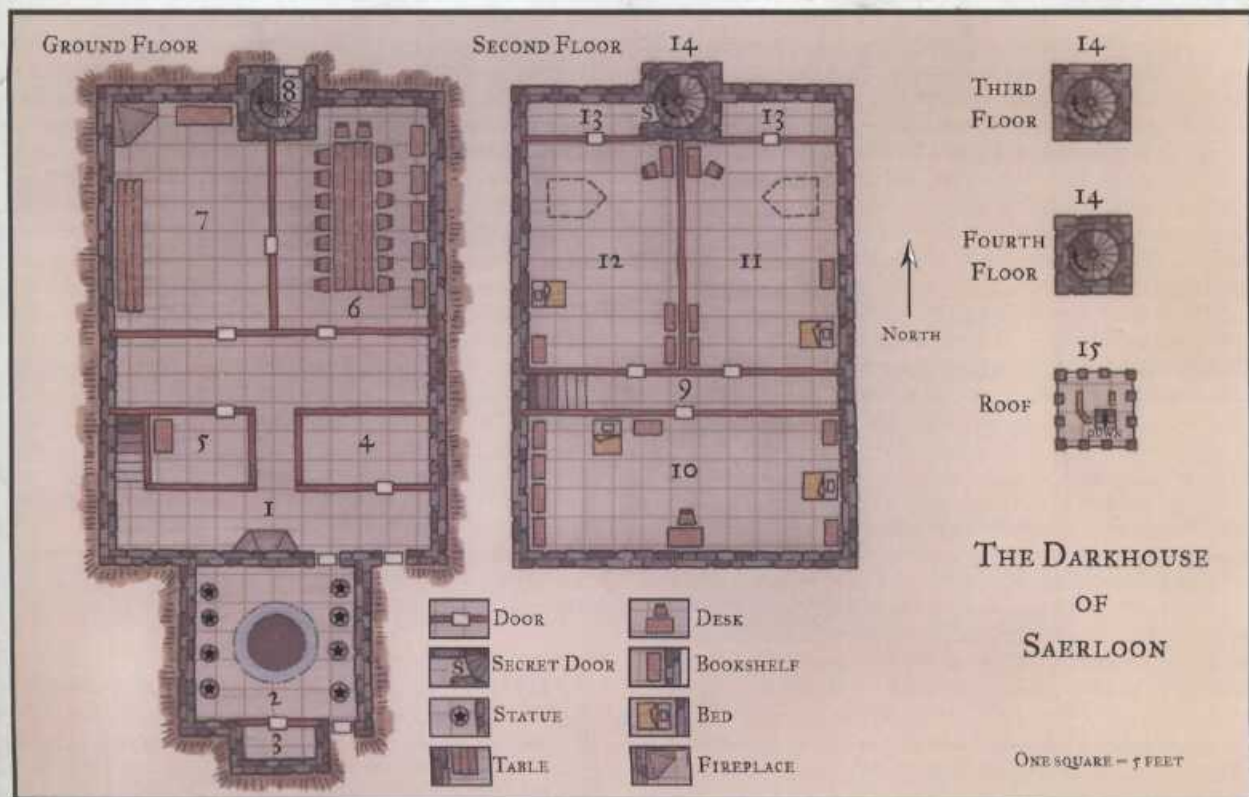 Ground Floor
8
7
6
5
4
1
2
3
Second Floor
14
S
13
13
12
11
9
10
North
14
Third
Floor
14
Fourth
Floor
15
Roof
Down
Door
Secret Door
S
Statue
Table
Desk
Bookshelf
Bed
Fireplace
The Darkhouse
of
Saerloon
One square = 5 feet